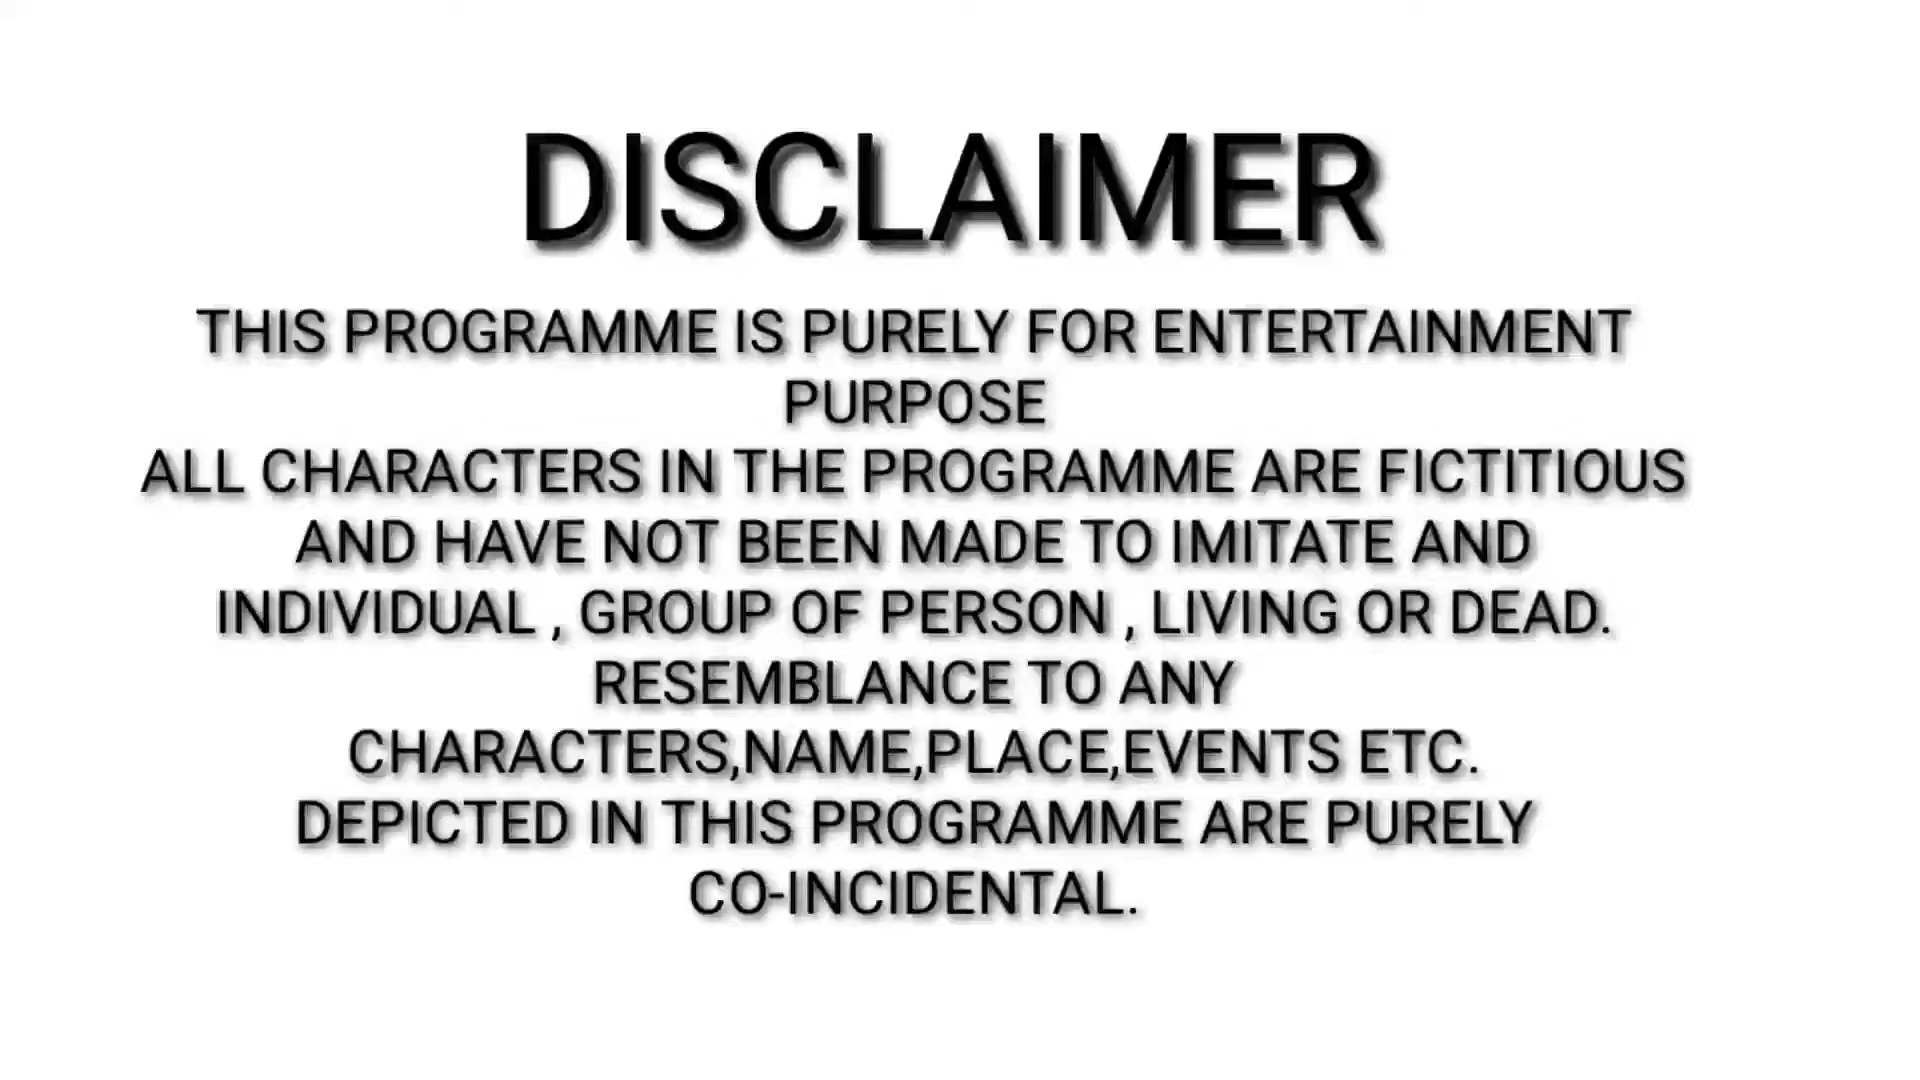 DISCLAIMER
THIS PROGRAMME IS PURELY FOR ENTERTAINMENT
PURPOSE
ALL CHARACTERS IN THE PROGRAMME ARE FICTITIOUS
AND HAVE NOT BEEN MADE TO IMITATE AND
INDIVIDUAL , GROUP OF PERSON , LIVING OR DEAD.
RESEMBLANCE TO ANY
CHARACTERS,NAME,PLACE,EVENTS ETC.
DEPICTED IN THIS PROGRAMME ARE PURELY
CO-INCIDENTAL.